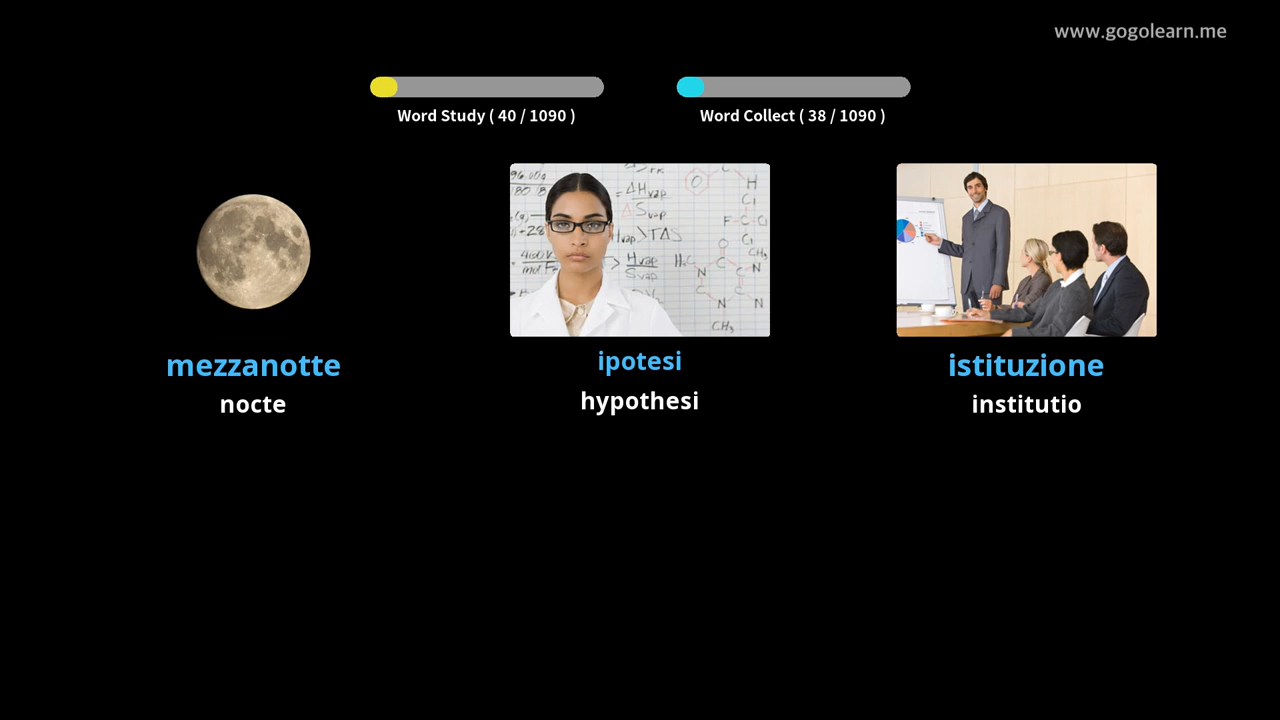 www.gogolearn.me
Word Study ( 40 / 1090 )
Word Collect ( 38 / 1090 )
mezzanotte
nocte
ipotesi
hypothesi
istituzione
institutio